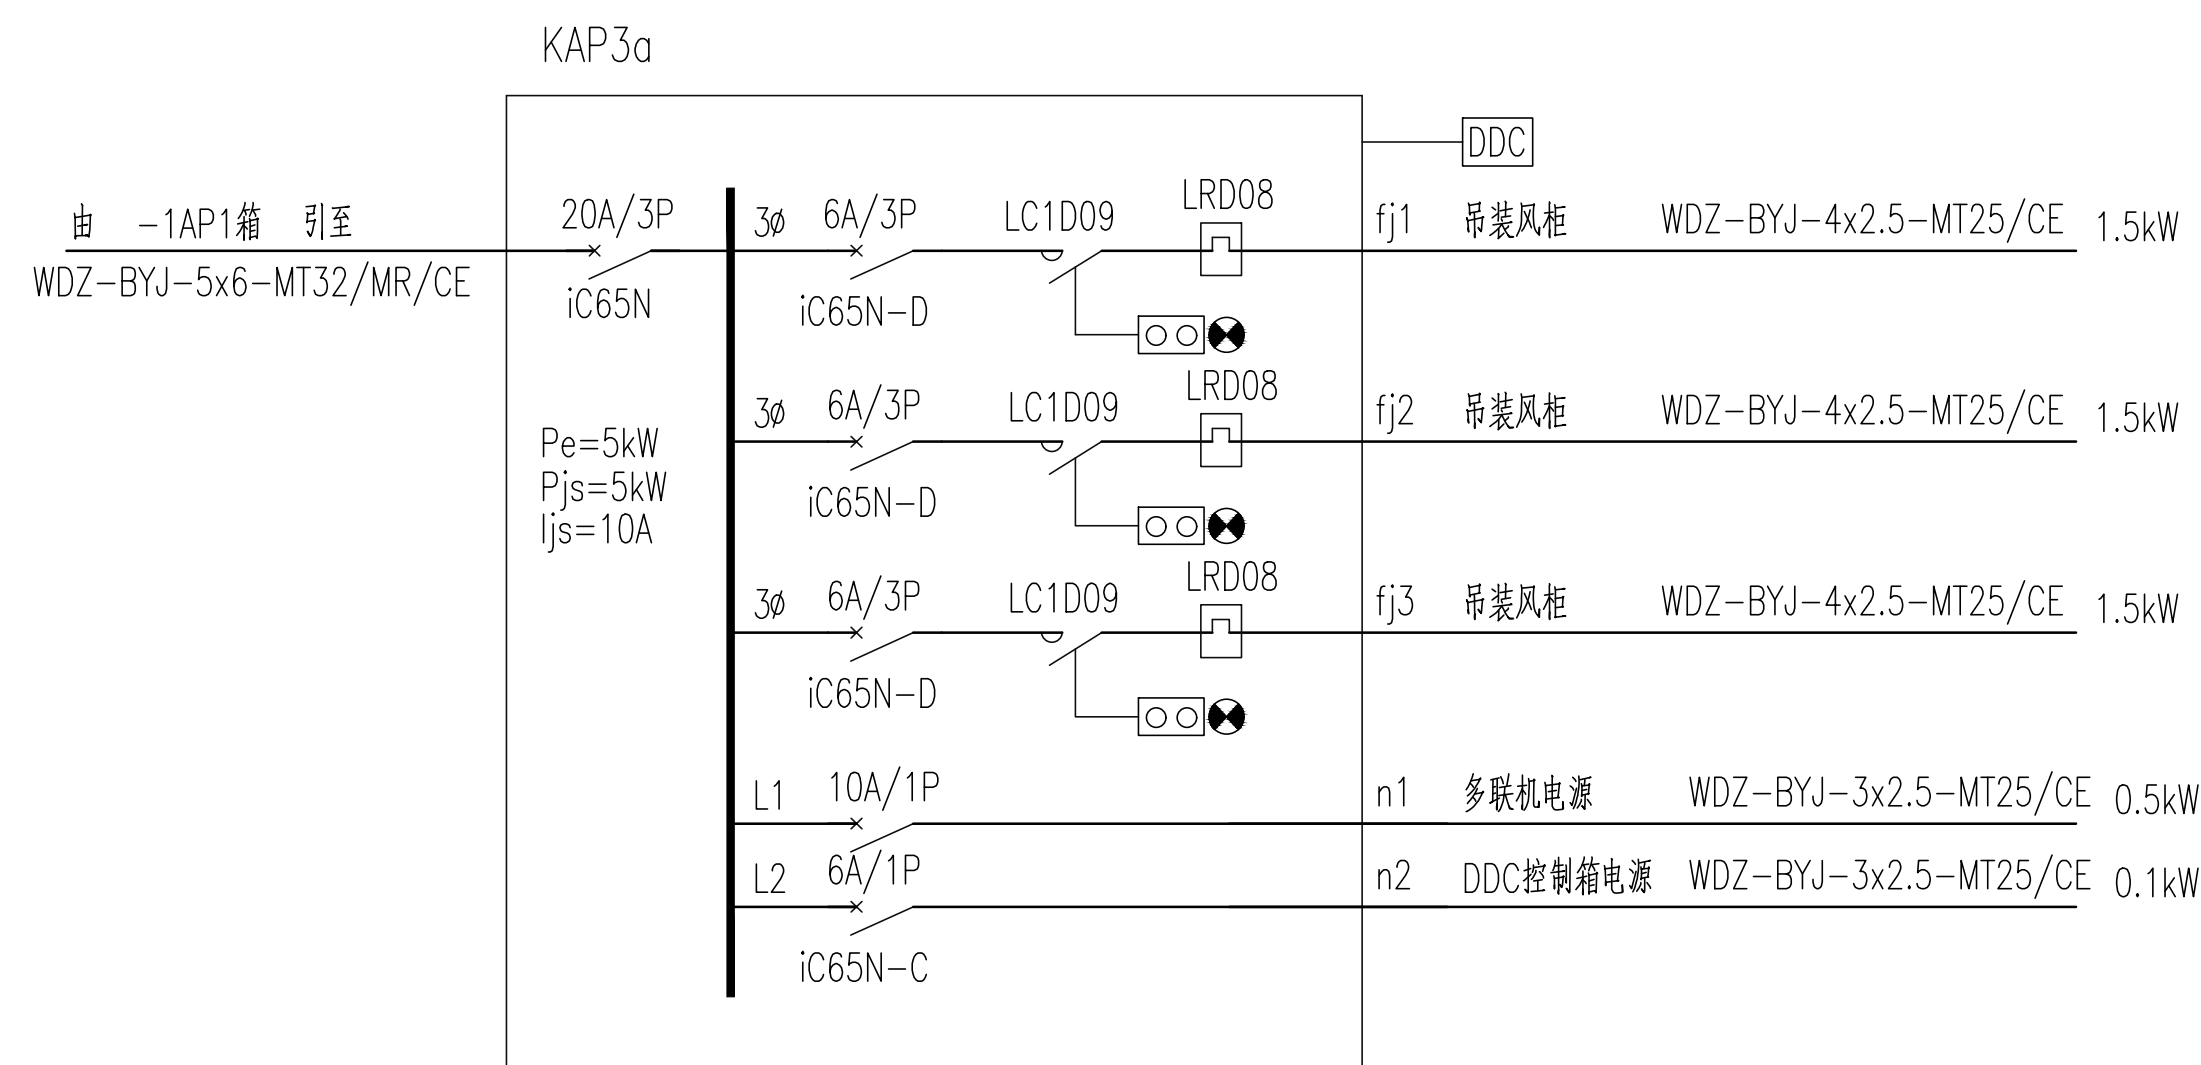 KAP3a
DDC
由 -1AP1箱 引至
WDZ-BYJ-5x6-MT32/MR/CE
20A/3P
iC65N
Pe=5kW
Pjs=5kW
Ijs=10A
3ø 6A/3P LC1D09 LRD08 fj1 吊装风柜 WDZ-BYJ-4x2.5-MT25/CE 1.5kW
iC65N-D
3ø 6A/3P LC1D09 LRD08 fj2 吊装风柜 WDZ-BYJ-4x2.5-MT25/CE 1.5kW
iC65N-D
3ø 6A/3P LC1D09 LRD08 fj3 吊装风柜 WDZ-BYJ-4x2.5-MT25/CE 1.5kW
iC65N-D
L1 10A/1P n1 多联机电源 WDZ-BYJ-3x2.5-MT25/CE 0.5kW
L2 6A/1P n2 DDC控制箱电源 WDZ-BYJ-3x2.5-MT25/CE 0.1kW
iC65N-C